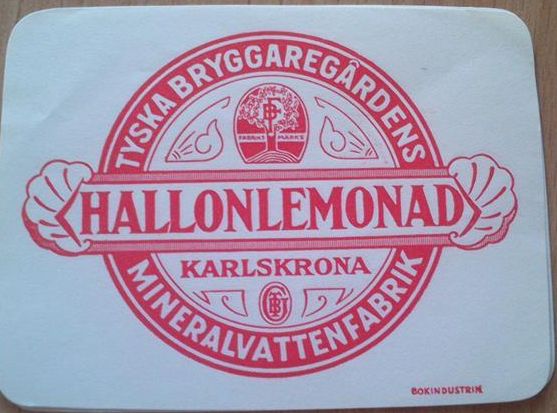 TYSKA BRYGGAREGÅRDENS
FABRIKS MÄRKE
HALLONLEMONAD
KARLSKRONA
MINERALVATTENFABRIK
BOKINDUSTRIN